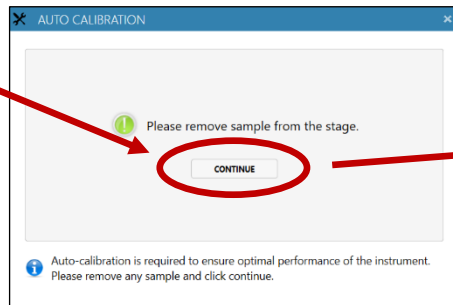 AUTO CALIBRATION
Please remove sample from the stage.
CONTINUE
Auto-calibration is required to ensure optimal performance of the instrument.
Please remove any sample and click continue.